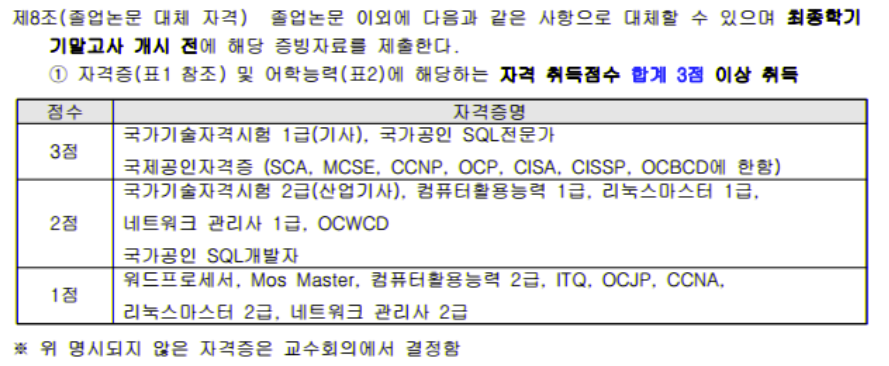 제8조(졸업논문 대체 자격) 졸업논문 이외에 다음과 같은 사항으로 대체할 수 있으며 최종학기
기말고사 개시 전에 해당 증빙자료를 제출한다.
① 자격증(표1 참조) 및 어학능력(표2)에 해당하는 자격 취득점수 합계 3점 이상 취득
점수 자격증명
3점
국가기술자격시험 1급(기사), 국가공인 SQL전문가
국제공인자격증 (SCA, MCSE, CCNP, OCP, CISA, CISSP, OCBCD에 한함)
2점
국가기술자격시험 2급(산업기사), 컴퓨터활용능력 1급, 리눅스마스터 1급,
네트워크 관리사 1급, OCWCD
국가공인 SQL개발자
1점
워드프로세서, Mos Master, 컴퓨터활용능력 2급, ITQ, OCJP, CCNA,
리눅스마스터 2급, 네트워크 관리사 2급
※ 위 명시되지 않은 자격증은 교수회의에서 결정함